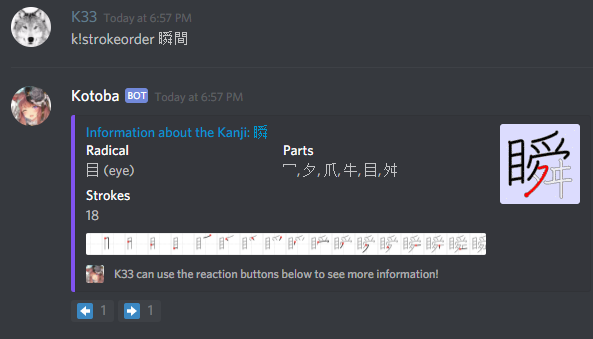 K33 Today at 6:57 PM
k!strokeorder 瞬間
Kotoba BOT Today at 6:57 PM
Information about the Kanji: 瞬
Radical
目 (eye)
Parts
冖, 夕, 爪, 牛, 目, 舛
Strokes
18
瞬
K33 can use the reaction buttons below to see more information!
1
1